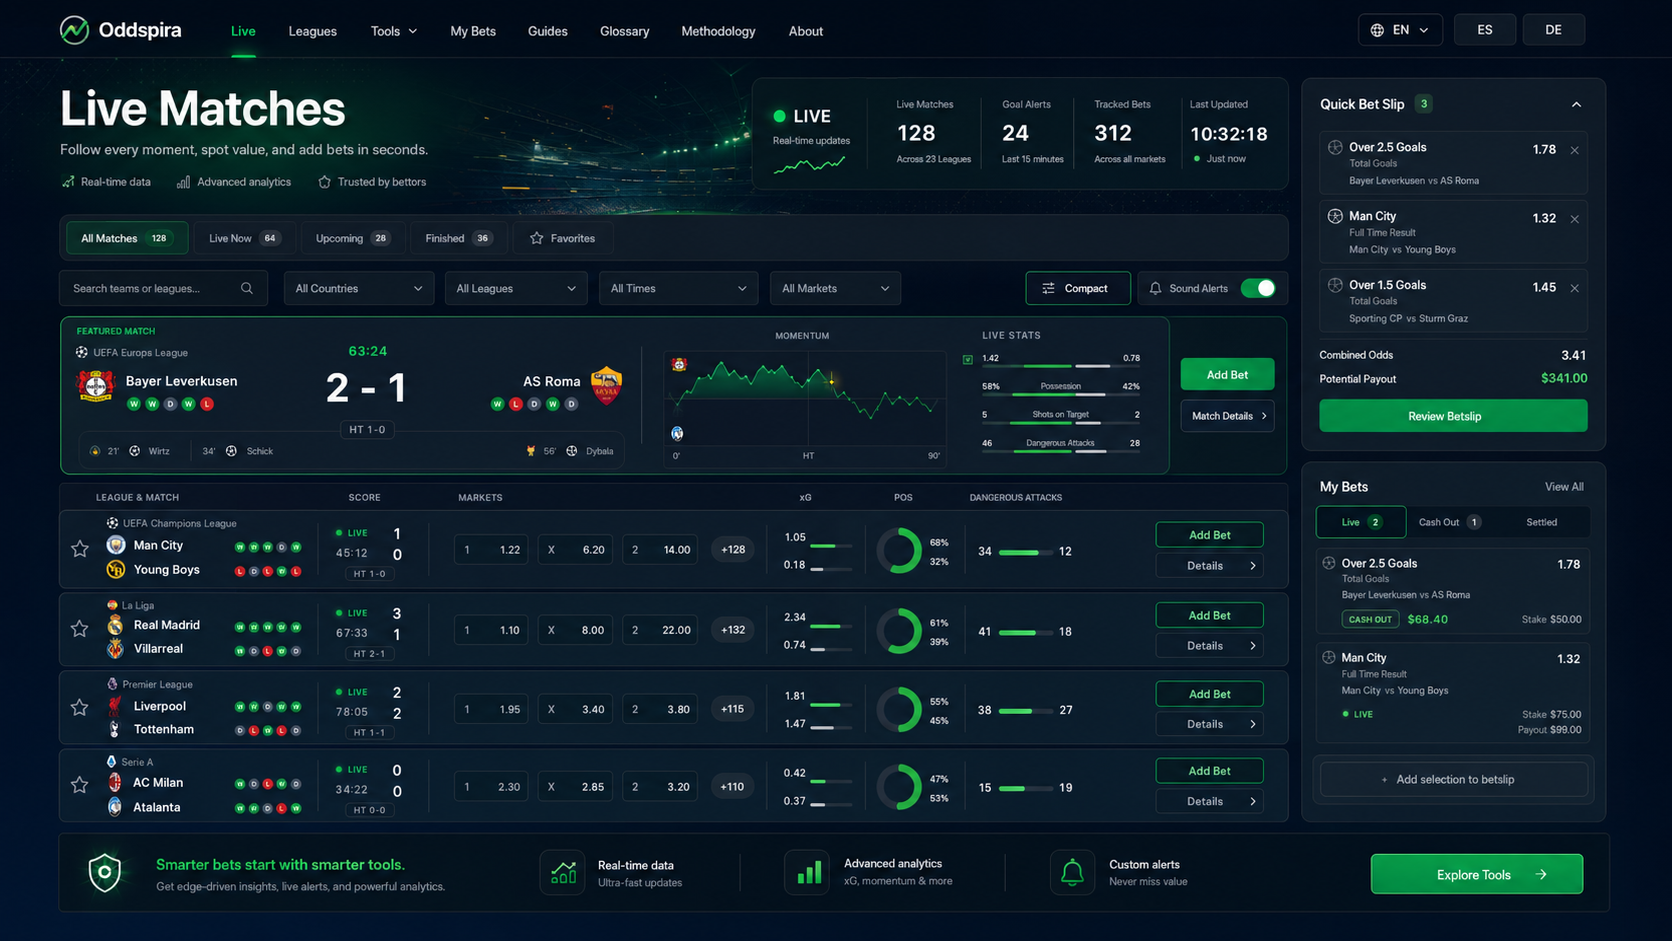 Oddspira
Live
Leagues
Tools
My Bets
Guides
Glossary
Methodology
About
EN
ES
DE
Live Matches
Follow every moment, spot value, and add bets in seconds.
Real-time data
Advanced analytics
Trusted by bettors
LIVE
Real-time updates
Live Matches
128
Across 23 Leagues
Goal Alerts
24
Last 15 minutes
Tracked Bets
312
Across all markets
Last Updated
10:32:18
Just now
All Matches 128
Live Now 64
Upcoming 28
Finished 36
Favorites
Search teams or leagues...
All Countries
All Leagues
All Times
All Markets
Compact
Sound Alerts
FEATURED MATCH
UEFA Europs League
63:24
Bayer Leverkusen
W W D W L
2 - 1
AS Roma
W L D W D
HT 1-0
21' Wirtz
34' Schick
56' Dybala
MOMENTUM
0'
HT
90'
LIVE STATS
1.42 0.78
58% Possession 42%
5 Shots on Target 2
46 Dangerous Attacks 28
Add Bet
Match Details
LEAGUE & MATCH
SCORE
MARKETS
xG
POS
DANGEROUS ATTACKS
UEFA Champions League
Man City
Young Boys
W W W D W
L D L W L
LIVE
45:12
1
0
HT 1-0
1 1.22
X 6.20
2 14.00
+128
1.05
0.18
68%
32%
34 12
Add Bet
Details
La Liga
Real Madrid
Villarreal
W W W W W
W D L W D
LIVE
67:33
3
1
HT 2-1
1 1.10
X 8.00
2 22.00
+132
2.34
0.74
61%
39%
41 18
Add Bet
Details
Premier League
Liverpool
Tottenham
W W D W W
D L W L D
LIVE
78:05
2
2
HT 1-1
1 1.95
X 3.40
2 3.80
+115
1.81
1.47
55%
45%
38 27
Add Bet
Details
Serie A
AC Milan
Atalanta
W D L W D
W W D L W
LIVE
34:22
0
0
HT 0-0
1 2.30
X 2.85
2 3.20
+110
0.42
0.37
47%
53%
15 19
Add Bet
Details
Quick Bet Slip 3
Over 2.5 Goals 1.78
Total Goals
Bayer Leverkusen vs AS Roma
Man City 1.32
Full Time Result
Man City vs Young Boys
Over 1.5 Goals 1.45
Total Goals
Sporting CP vs Sturm Graz
Combined Odds 3.41
Potential Payout $341.00
Review Betslip
My Bets
View All
Live 2
Cash Out 1
Settled
Over 2.5 Goals 1.78
Total Goals
Bayer Leverkusen vs AS Roma
CASH OUT $68.40 Stake $50.00
Man City 1.32
Full Time Result
Man City vs Young Boys
LIVE Stake $75.00
Payout $99.00
+ Add selection to betslip
Smarter bets start with smarter tools.
Get edge-driven insights, live alerts, and powerful analytics.
Real-time data
Ultra-fast updates
Advanced analytics
xG, momentum & more
Custom alerts
Never miss value
Explore Tools